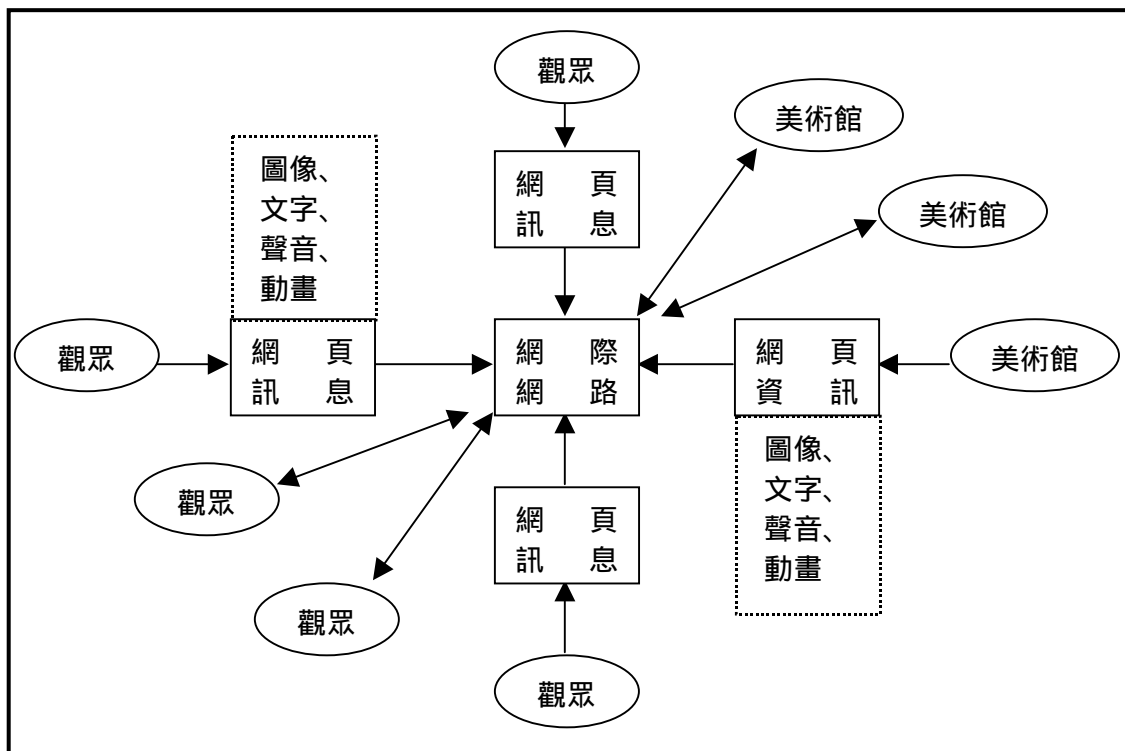 觀眾
美術館
圖像、
文字、
聲音、
動畫
網 頁
訊 息
美術館
觀眾
網 頁
訊 息
網 際
網 路
網 頁
資 訊
美術館
圖像、
文字、
聲音、
動畫
觀眾
網 頁
訊 息
觀眾
觀眾